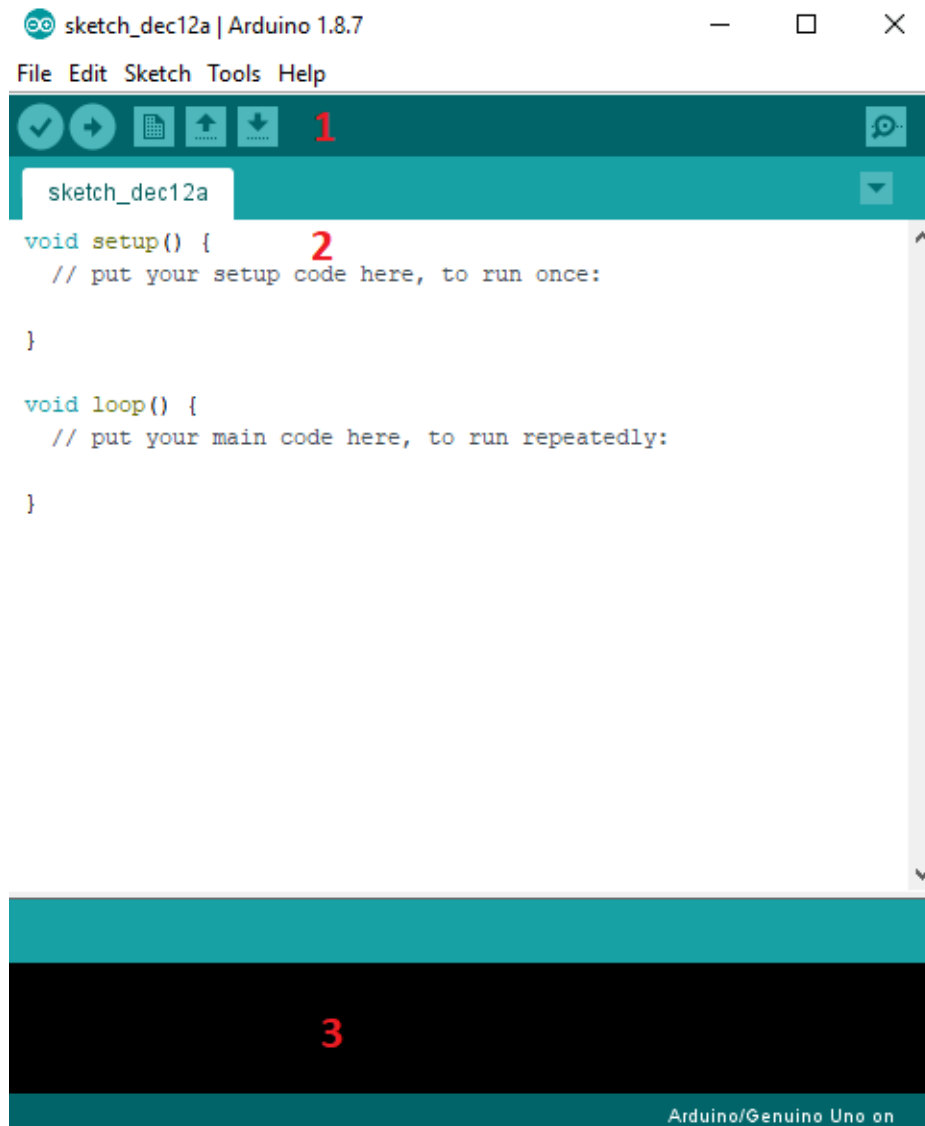 sketch_dec12a | Arduino 1.8.7
File Edit Sketch Tools Help
1
sketch_dec12a
void setup() {
2
// put your setup code here, to run once:
}
void loop() {
// put your main code here, to run repeatedly:
}
3
Arduino/Genuino Uno on